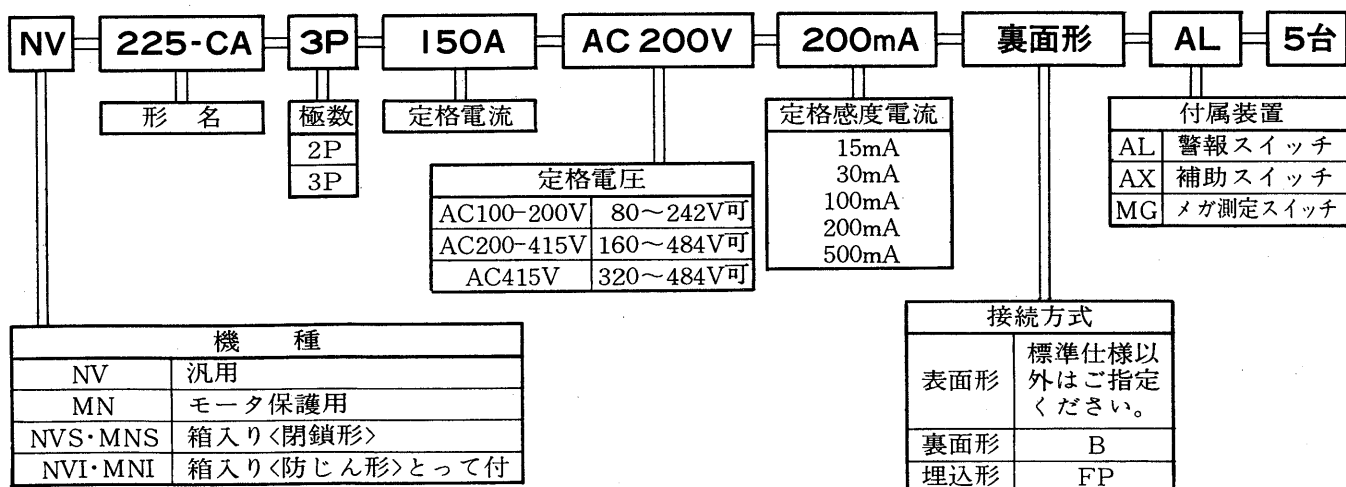 NV 225-CA 3P 150A AC 200V 200mA 裏面形 AL 5台
形 名
極数
2P
3P
定格電流
定格電圧
AC100-200V 80～242V可
AC200-415V 160～484V可
AC415V 320～484V可
定格感度電流
15mA
30mA
100mA
200mA
500mA
付属装置
AL 警報スイッチ
AX 補助スイッチ
MG メガ測定スイッチ
機 種
NV 汎用
MN モータ保護用
NVS･MNS 箱入り<閉鎖形>
NVI･MNI 箱入り<防じん形>とって付
接続方式
表面形 標準仕様以
外はご指定
ください。
裏面形 B
埋込形 FP